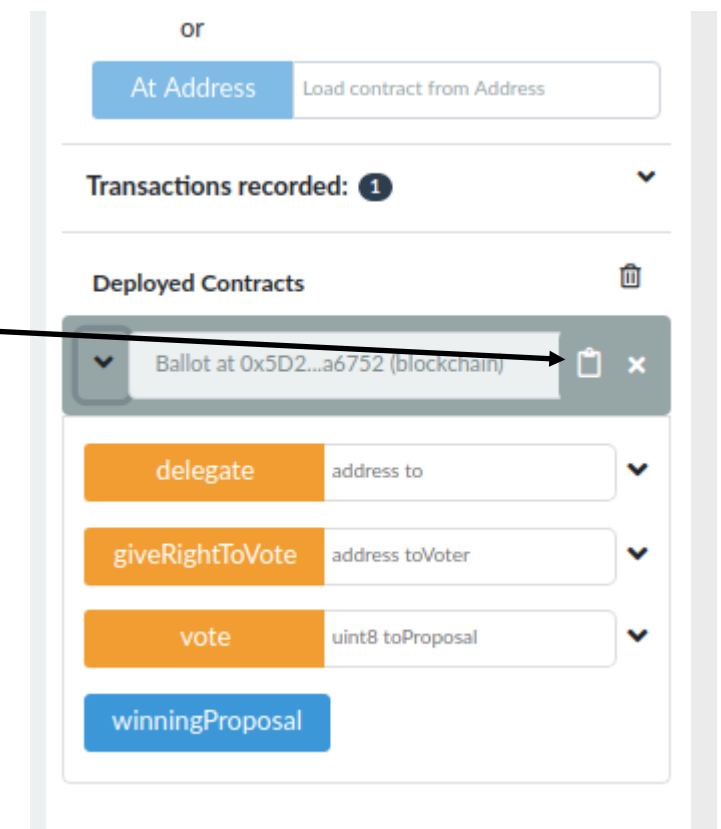 or
At Address Load contract from Address
Transactions recorded: 1
Deployed Contracts
Ballot at 0x5D2...a6752 (blockchain)
delegate address to
giveRightToVote address toVoter
vote uint8 toProposal
winningProposal